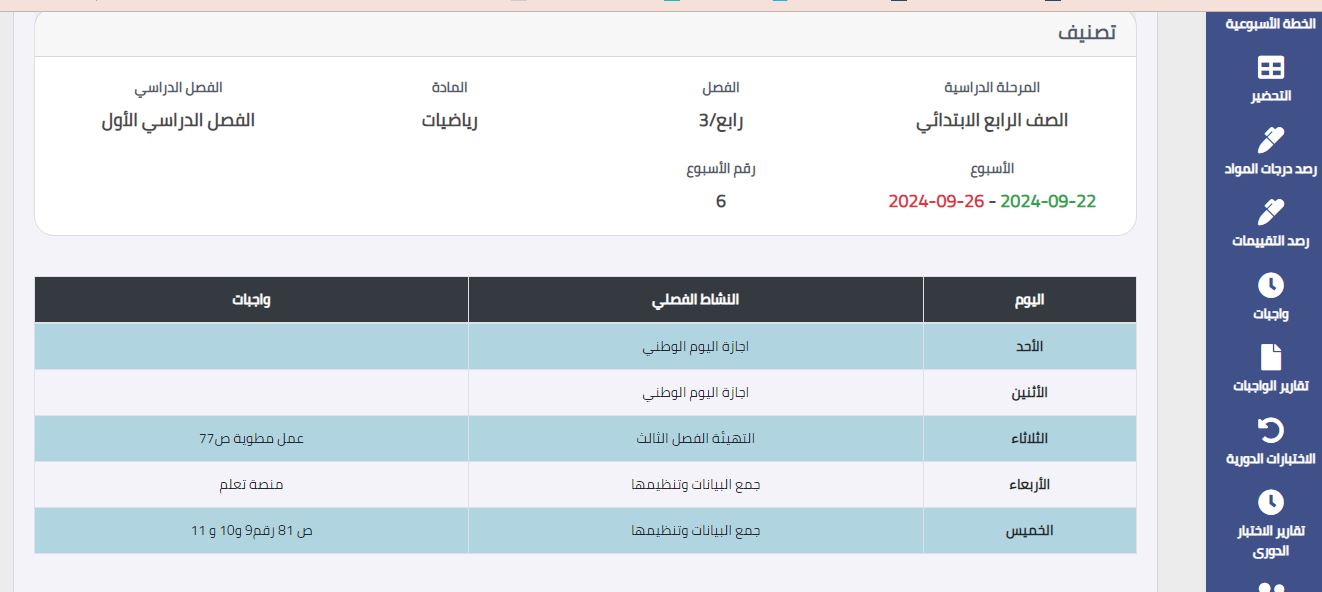 الخطة الأسبوعية
التحضير
رصد درجات المواد
رصد التقييمات
واجبات
تقارير الواجبات
الاختبارات الدورية
تقارير الاختبار
الدورى
تصنيف
المرحلة الدراسية الفصل المادة الفصل الدراسي
الصف الرابع الابتدائي رابع/3 رياضيات الفصل الدراسي الأول
الأسبوع رقم الأسبوع
2024-09-22 - 2024-09-26 6
اليوم النشاط الفصلي واجبات
الأحد اجازة اليوم الوطني
الأثنين اجازة اليوم الوطني
الثلاثاء التهيئة الفصل الثالث عمل مطوية ص77
الأربعاء جمع البيانات وتنظيمها منصة تعلم
الخميس جمع البيانات وتنظيمها ص 81 رقم9 و10 و 11